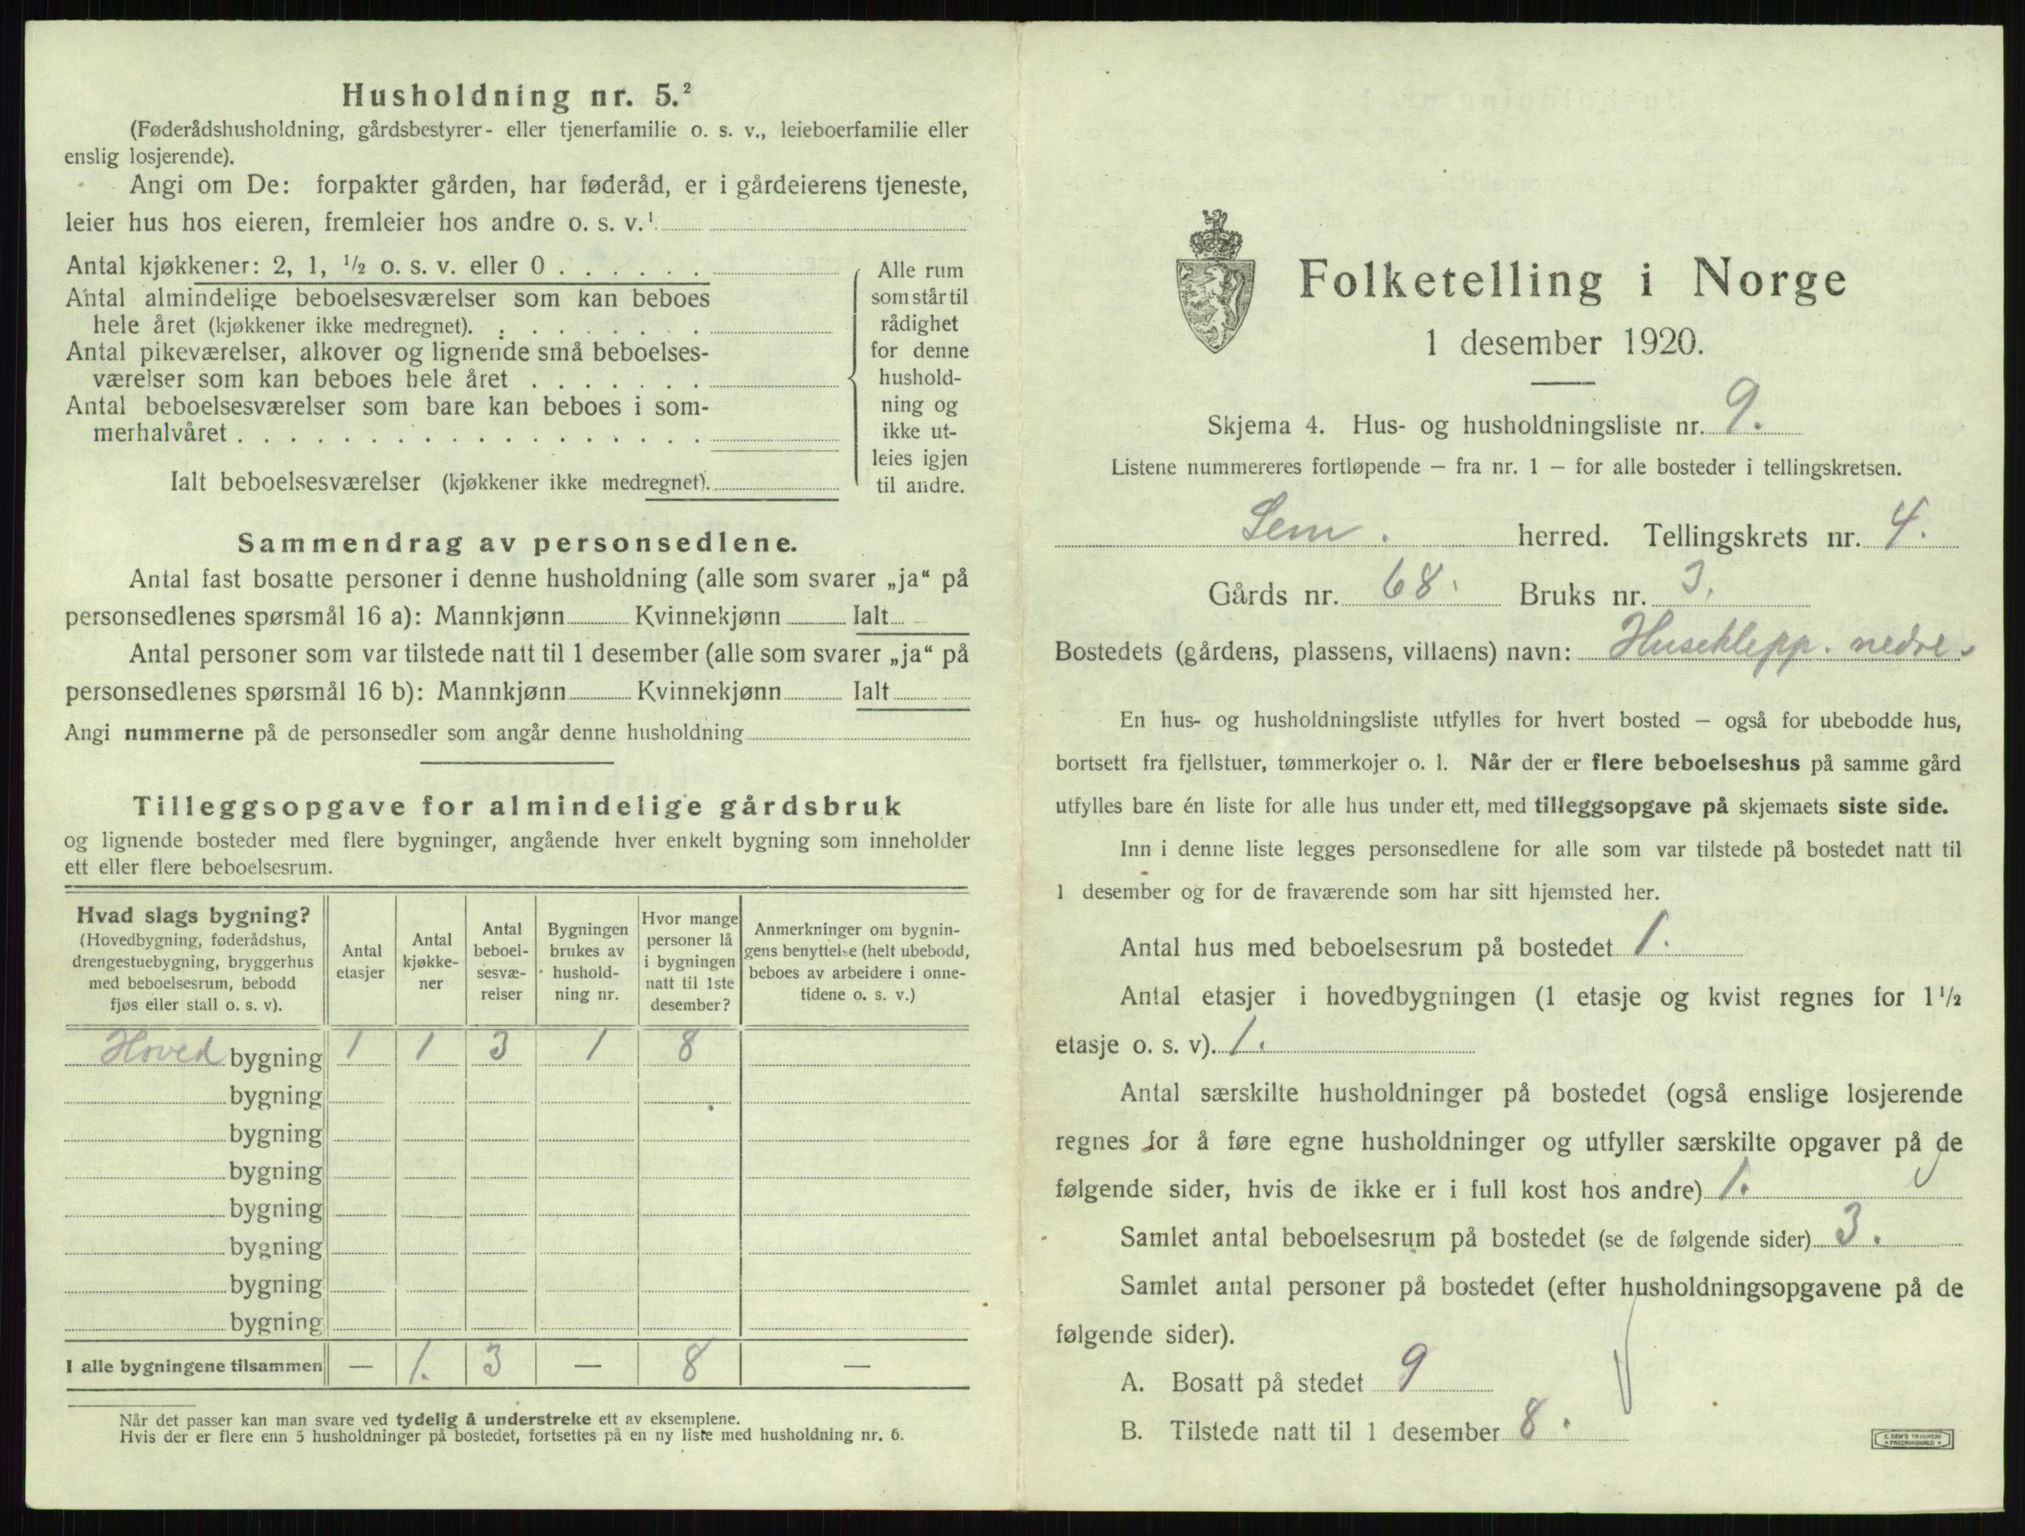 Husholdning nr. 5.²
(Føderådshusholdning, gårdsbestyrer- eller tjenerfamilie o. s. v., leieboerfamilie eller
enslig losjerende).
Angi om De: forpakter gården, har føderåd, er i gårdeierens tjeneste,
leier hus hos eieren, fremleier hos andre o. s. v.¹
Antal kjøkkener: 2, 1, ½ o. s. v. eller 0 . . . . . .
Antal almindelige beboelsesværelser som kan beboes
hele året (kjøkkener ikke medregnet). . . . . . . . .
Antal pikeværelser, alkover og lignende små beboelses-
værelser som kan beboes hele året . . . . . . .
Antal beboelsesværelser som bare kan beboes i som-
merhalvåret . . . . . . . . . . . . . . . . . .
Ialt beboelsesværelser (kjøkkener ikke medregnet).
Alle rum
som står til
rådighet
for denne
hushold-
ning og
ikke ut-
leies igjen
til andre.
Sammendrag av personsedlene.
Antal fast bosatte personer i denne husholdning (alle som svarer „ja“ på
personsedlenes spørsmål 16 a): Mannkjønn Kvinnekjønn Ialt
Antal personer som var tilstede natt til 1 desember (alle som svarer „ja“ på
personsedlenes spørsmål 16 b): Mannkjønn Kvinnekjønn Ialt
Angi nummerne på de personsedler som angår denne husholdning
Tilleggsopgave for almindelige gårdsbruk
og lignende bosteder med flere bygninger, angående hver enkelt bygning som inneholder
ett eller flere beboelsesrum.
Hvad slags bygning?
(Hovedbygning, føderådshus,
drengestuebygning, bryggerhus
med beboelsesrum, bebodd
fjøs eller stall o. s. v).
Antal
etasjer
Antal
kjøkke-
ner
Antal
beboel-
sesvæ-
relser
Bygningen
brukes av
hushold-
ning nr.
Hvor mange
personer lå
i bygningen
natt til 1ste
desember?
Anmerkninger om bygnin-
gens benyttelse (helt ubebodd,
beboes av arbeidere i onne-
tidene o. s. v.)
Hoved bygning 1 1 3 1 8
bygning
bygning
bygning
bygning
bygning
bygning
bygning
I alle bygningene tilsammen — 1. 3 — 8 —
Når det passer kan man svare ved tydelig å understreke ett av eksemplene.
Hvis der er flere enn 5 husholdninger på bostedet, fortsettes på en ny liste med husholdning nr. 6.
Folketelling i Norge
1 desember 1920.
Skjema 4. Hus- og husholdningsliste nr. 9.
Listene nummereres fortløpende – fra nr. 1 – for alle bosteder i tellingskretsen.
Sem. herred. Tellingskrets nr. 4.
Gårds nr. 68. Bruks nr. 3.
Bostedets (gårdens, plassens, villaens) navn: Huseklepp. nedre
En hus- og husholdningsliste utfylles for hvert bosted – også for ubebodde hus,
bortsett fra fjellstuer, tømmerkojer o. l. Når der er flere beboelseshus på samme gård
utfylles bare én liste for alle hus under ett, med tilleggsopgave på skjemaets siste side.
Inn i denne liste legges personsedlene for alle som var tilstede på bostedet natt til
1 desember og for de fraværende som har sitt hjemsted her.
Antal hus med beboelsesrum på bostedet 1.
Antal etasjer i hovedbygningen (1 etasje og kvist regnes for 1½
etasje o. s. v). 1.
Antal særskilte husholdninger på bostedet (også enslige losjerende
regnes for å føre egne husholdninger og utfyller særskilte opgaver på de
følgende sider, hvis de ikke er i full kost hos andre) 1.
Samlet antal beboelsesrum på bostedet (se de følgende sider) 3.
Samlet antal personer på bostedet (efter husholdningsopgavene på de
følgende sider).
A. Bosatt på stedet 9
B. Tilstede natt til 1 desember 8.